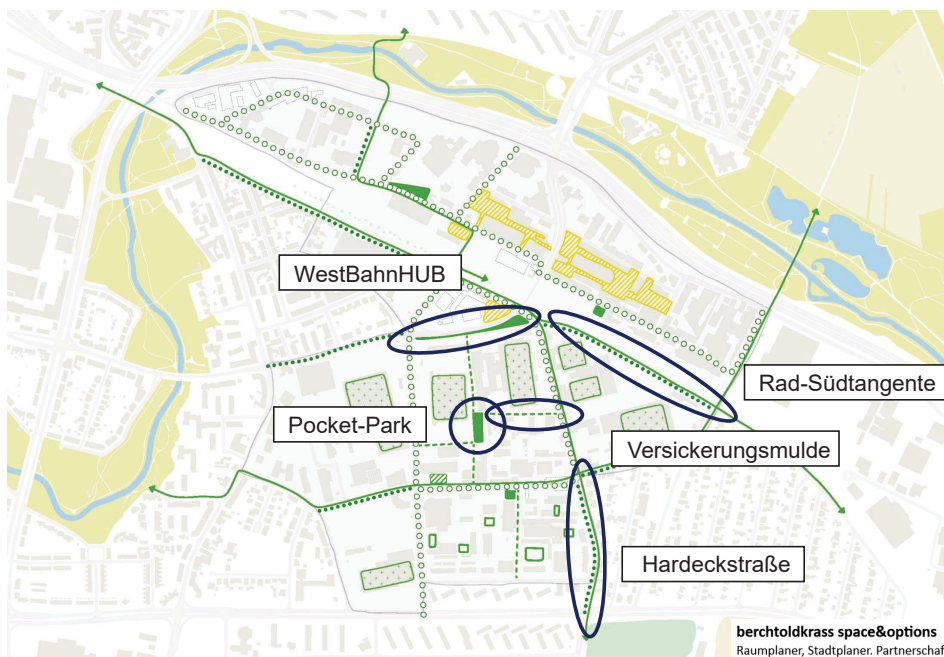 WestBahnHUB
Rad-Südtangente
Pocket-Park
Versickerungsmulde
Hardeckstraße
berchtoldkrass space&options
Raumplaner, Stadtplaner. Partnerschaf